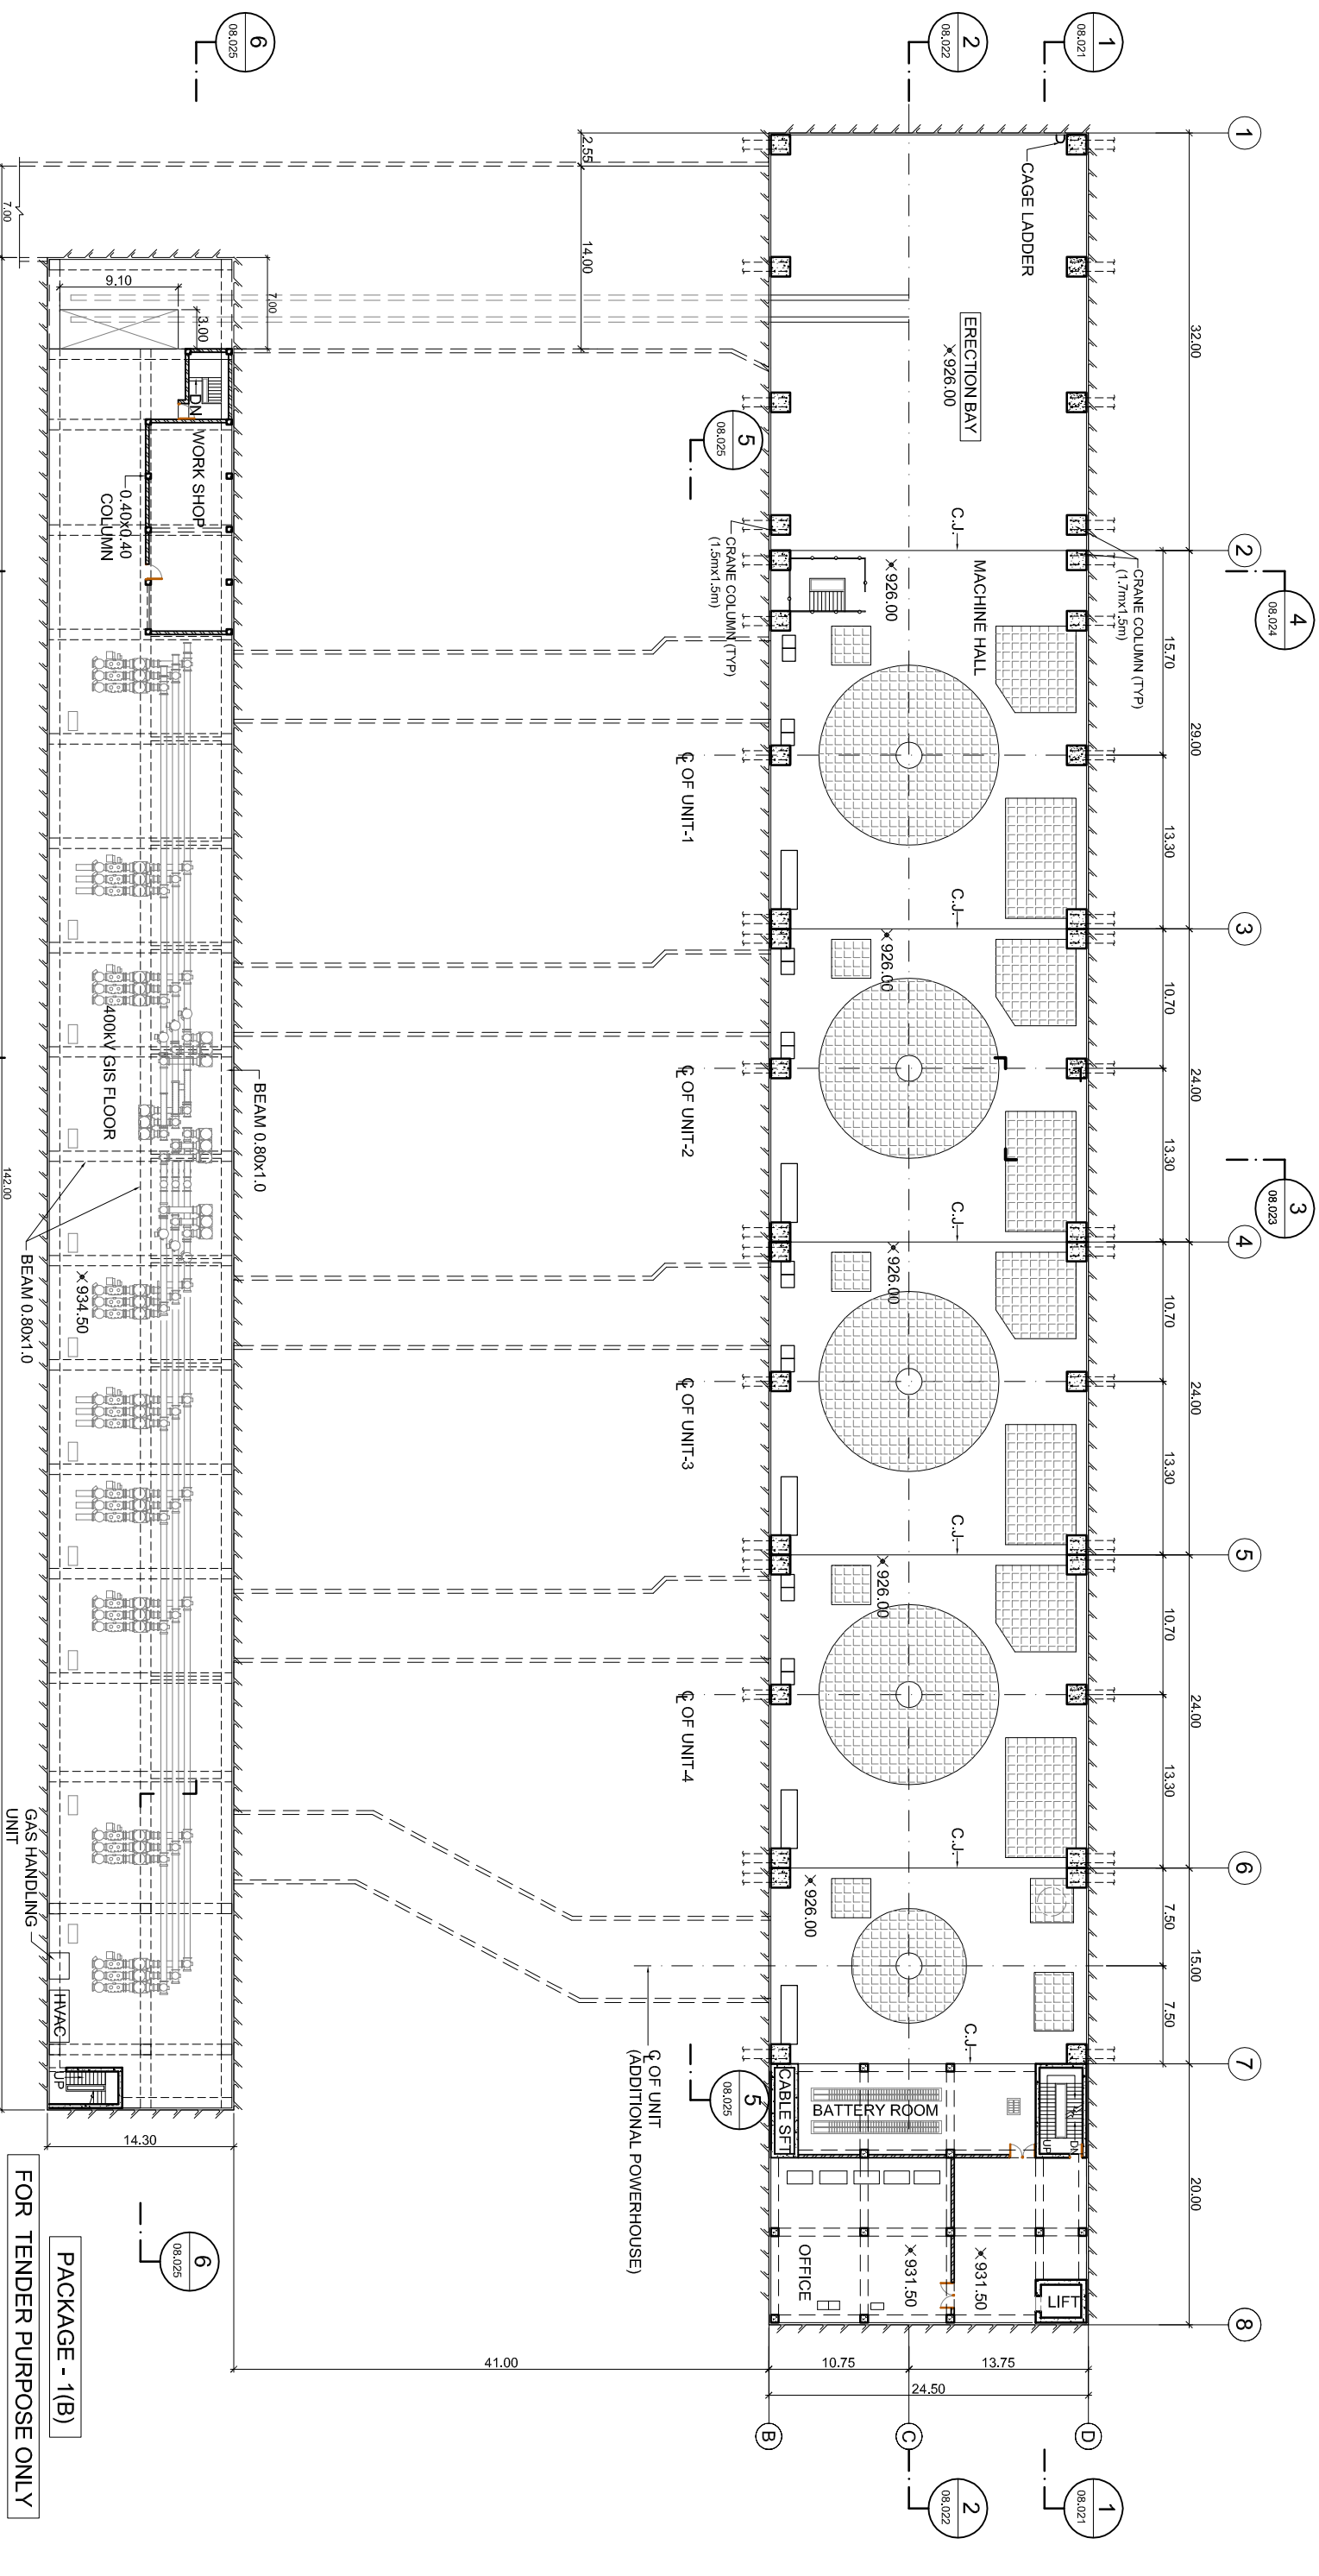 1
08.021
2
08.022
6
08.025
1
2
3
4
5
6
7
8
4
08.024
3
08.023
32.00
29.00
24.00
24.00
24.00
15.00
20.00
15.70
13.30
10.70
13.30
10.70
13.30
10.70
13.30
7.50
7.50
CAGE LADDER
CRANE COLUMN (TYP)
(1.7mx1.5m)
ERECTION BAY
926.00
C.J.
MACHINE HALL
926.00
C.J.
926.00
C.J.
926.00
C.J.
926.00
C.J.
926.00
C.J.
UP
DN
BATTERY ROOM
CABLE SFT
931.50
931.50
OFFICE
LIFT
CRANE COLUMN (TYP)
(1.5mx1.5m)
5
08.025
5
08.025
℄ OF UNIT-1
℄ OF UNIT-2
℄ OF UNIT-3
℄ OF UNIT-4
℄ OF UNIT
(ADDITIONAL POWERHOUSE)
2.55
14.00
10.75
13.75
24.50
41.00
14.30
B
C
D
1
08.021
2
08.022
6
08.025
7.00
9.10
3.00
7.00
DN
WORK SHOP
0.40x0.40
COLUMN
BEAM 0.80x1.0
400kV GIS FLOOR
934.50
BEAM 0.80x1.0
142.00
GAS HANDLING
UNIT
HVAC
UP
PACKAGE - 1(B)
FOR TENDER PURPOSE ONLY